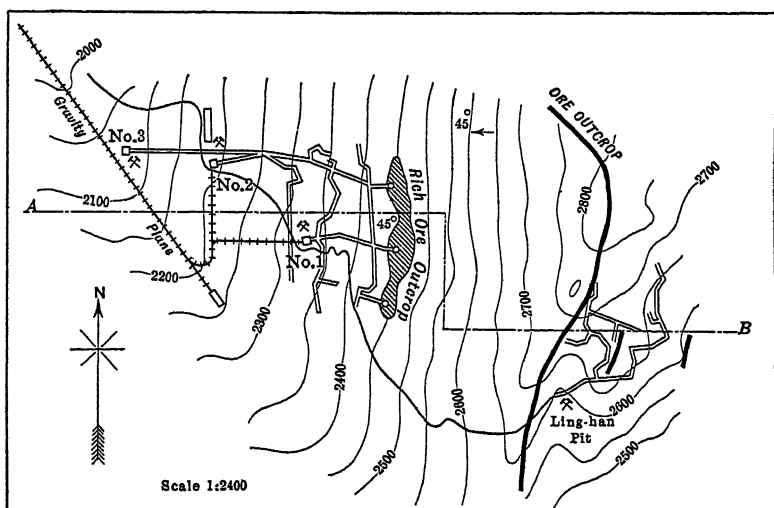 2000
Gravity
Plane
No.3
No.2
No.1
2100
2200
2300
2400
2500
2600
2700
2800
2700
2600
2500
A
B
45°
45°
Rich Ore Outcrop
ORE OUTCROP
Ling-han
Pit
N
Scale 1:2400